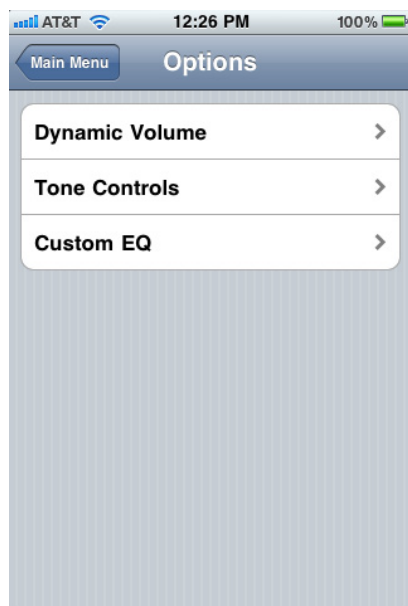 AT&T 12:26 PM 100%
Main Menu Options
Dynamic Volume
Tone Controls
Custom EQ